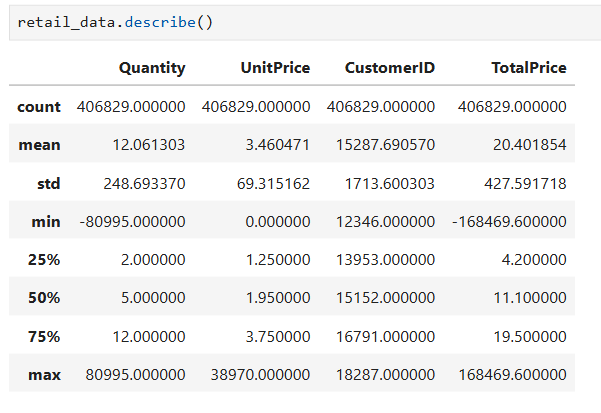 retail_data.describe()
Quantity UnitPrice CustomerID TotalPrice
count 406829.000000 406829.000000 406829.000000 406829.000000
mean 12.061303 3.460471 15287.690570 20.401854
std 248.693370 69.315162 1713.600303 427.591718
min -80995.000000 0.000000 12346.000000 -168469.600000
25% 2.000000 1.250000 13953.000000 4.200000
50% 5.000000 1.950000 15152.000000 11.100000
75% 12.000000 3.750000 16791.000000 19.500000
max 80995.000000 38970.000000 18287.000000 168469.600000